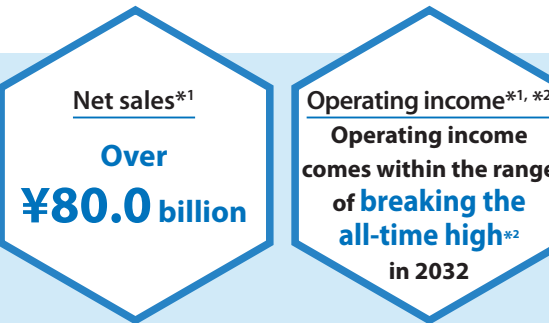 Net sales*1
Over
¥80.0 billion
Operating income*1, *2
Operating income
comes within the range
of breaking the
all-time high*2
in 2032